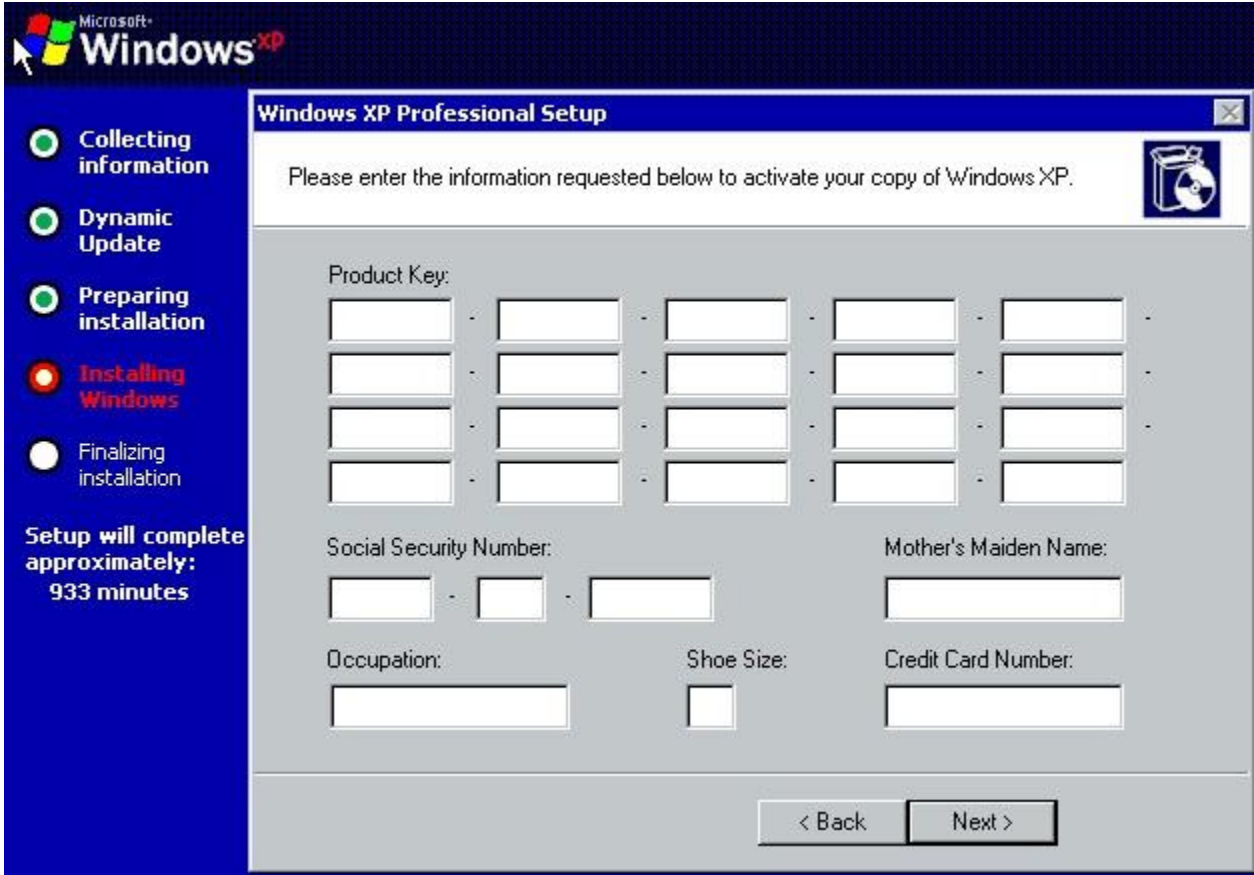 Microsoft
Windows XP
Collecting
information
Dynamic
Update
Preparing
installation
Installing
Windows
Finalizing
installation
Setup will complete
approximately:
933 minutes
Windows XP Professional Setup
Please enter the information requested below to activate your copy of Windows XP.
Product Key:
- - - - -
- - - - -
- - - - -
- - - -
Social Security Number: Mother's Maiden Name:
- -
Occupation: Shoe Size: Credit Card Number:
< Back Next >